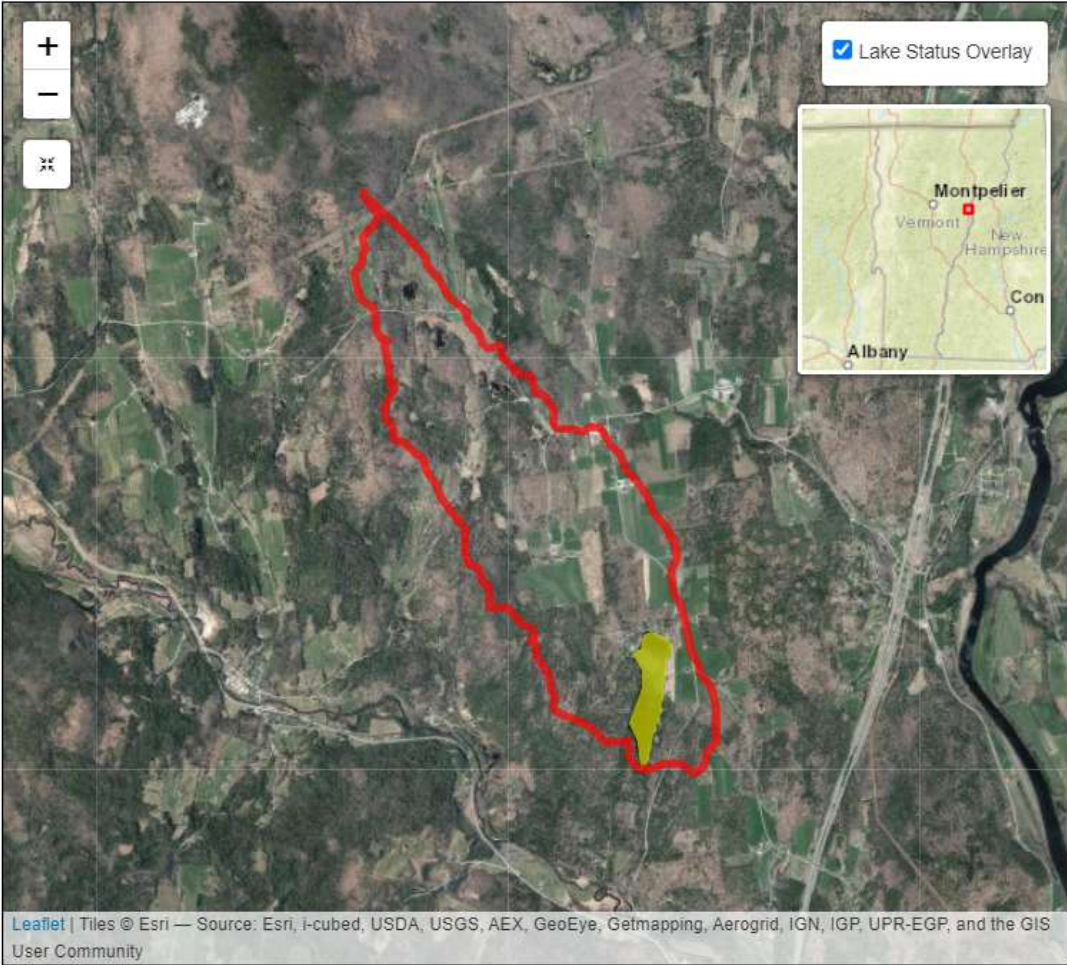 +
−
Lake Status Overlay
Montpelier
Vermont
New
Hampshire
Con
Albany
Leaflet | Tiles © Esri — Source: Esri, i-cubed, USDA, USGS, AEX, GeoEye, Getmapping, Aerogrid, IGN, IGP, UPR-EGP, and the GIS
User Community